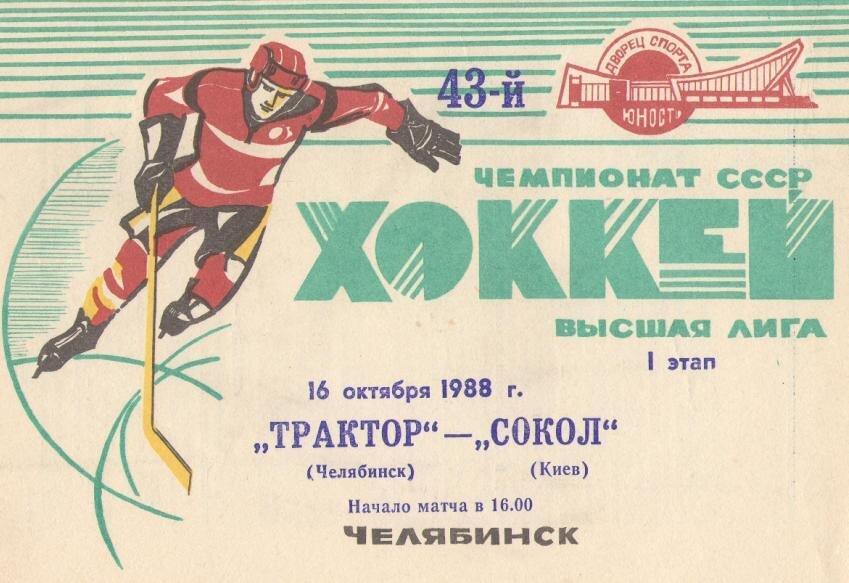 43-й
ДВОРЕЦ СПОРТА
ЮНОСТЬ
ЧЕМПИОНАТ СССР
ХОККЕЙ
ВЫСШАЯ ЛИГА
I этап
16 октября 1988 г.
„ТРАКТОР“—„СОКОЛ“
(Челябинск) (Киев)
Начало матча в 16.00
ЧЕЛЯБИНСК